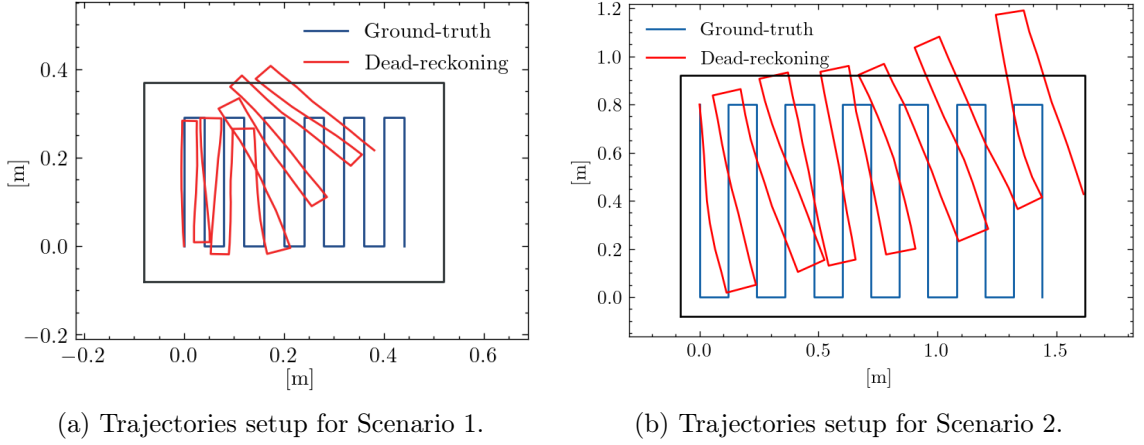 Ground-truth
Dead-reckoning
0.4
0.2
0.0
−0.2
[m]
−0.2
0.0
0.2
0.4
0.6
[m]
(a) Trajectories setup for Scenario 1.
Ground-truth
Dead-reckoning
1.2
1.0
0.8
0.6
0.4
0.2
0.0
[m]
0.0
0.5
1.0
1.5
[m]
(b) Trajectories setup for Scenario 2.